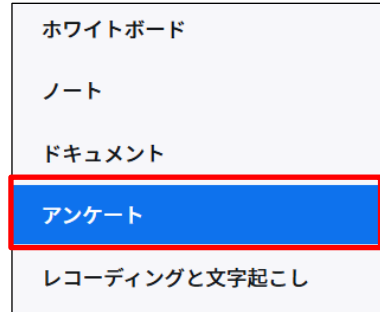 ホワイトボード
ノート
ドキュメント
アンケート
レコーディングと文字起こし